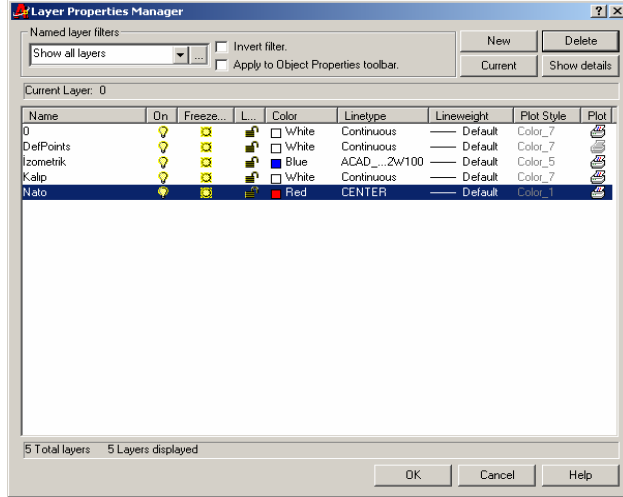 Layer Properties Manager
Named layer filters
Show all layers ...
Invert filter.
Apply to Object Properties toolbar.
New Delete
Current Show details
Current Layer: 0
Name On Freeze... L... Color Linetype Lineweight Plot Style Plot
0 White Continuous Default Color_7
DefPoints White Continuous Default Color_7
İzometrik Blue ACAD_...2W100 Default Color_5
Kalıp White Continuous Default Color_7
Nato Red CENTER Default Color_1
5 Total layers 5 Layers displayed
OK Cancel Help